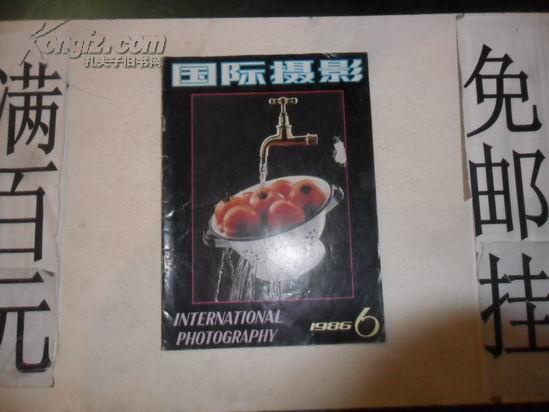 Kongfz.com
孔夫子旧书网
满百元
国际摄影
INTERNATIONAL
PHOTOGRAPHY
1986 6
免邮挂